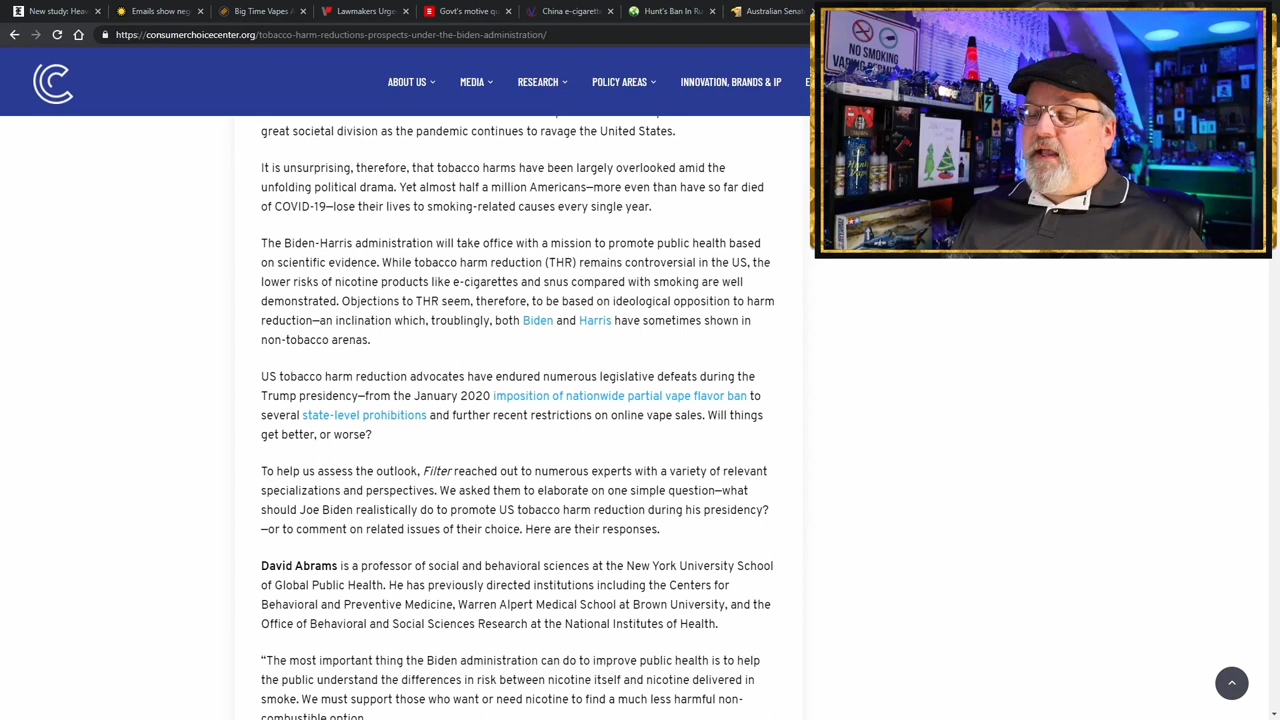 New study: Heav
Emails show nev
Big Time Vapes /
Lawmakers Urge
Govt's motive q
China e-cigarett
Hunt's Ban In Ru
Australian Senat
https://consumerchoicecenter.org/tobacco-harm-reductions-prospects-under-the-biden-administration/
ABOUT US
MEDIA
RESEARCH
POLICY AREAS
INNOVATION, BRANDS & IP
E
NO SMOKING
great societal division as the pandemic continues to ravage the United States.
It is unsurprising, therefore, that tobacco harms have been largely overlooked amid the
unfolding political drama. Yet almost half a million Americans—more even than have so far died
of COVID-19—lose their lives to smoking-related causes every single year.
The Biden-Harris administration will take office with a mission to promote public health based
on scientific evidence. While tobacco harm reduction (THR) remains controversial in the US, the
lower risks of nicotine products like e-cigarettes and snus compared with smoking are well
demonstrated. Objections to THR seem, therefore, to be based on ideological opposition to harm
reduction—an inclination which, troublingly, both Biden and Harris have sometimes shown in
non-tobacco arenas.
US tobacco harm reduction advocates have endured numerous legislative defeats during the
Trump presidency—from the January 2020 imposition of nationwide partial vape flavor ban to
several state-level prohibitions and further recent restrictions on online vape sales. Will things
get better, or worse?
To help us assess the outlook, Filter reached out to numerous experts with a variety of relevant
specializations and perspectives. We asked them to elaborate on one simple question—what
should Joe Biden realistically do to promote US tobacco harm reduction during his presidency?
—or to comment on related issues of their choice. Here are their responses.
David Abrams is a professor of social and behavioral sciences at the New York University School
of Global Public Health. He has previously directed institutions including the Centers for
Behavioral and Preventive Medicine, Warren Alpert Medical School at Brown University, and the
Office of Behavioral and Social Sciences Research at the National Institutes of Health.
“The most important thing the Biden administration can do to improve public health is to help
the public understand the differences in risk between nicotine itself and nicotine delivered in
smoke. We must support those who want or need nicotine to find a much less harmful non-
combustible option